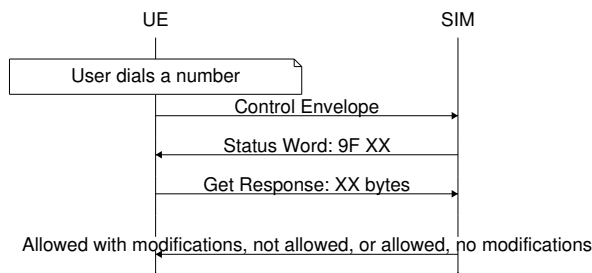 UE
SIM
User dials a number
Control Envelope
Status Word: 9F XX
Get Response: XX bytes
Allowed with modifications, not allowed, or allowed, no modifications